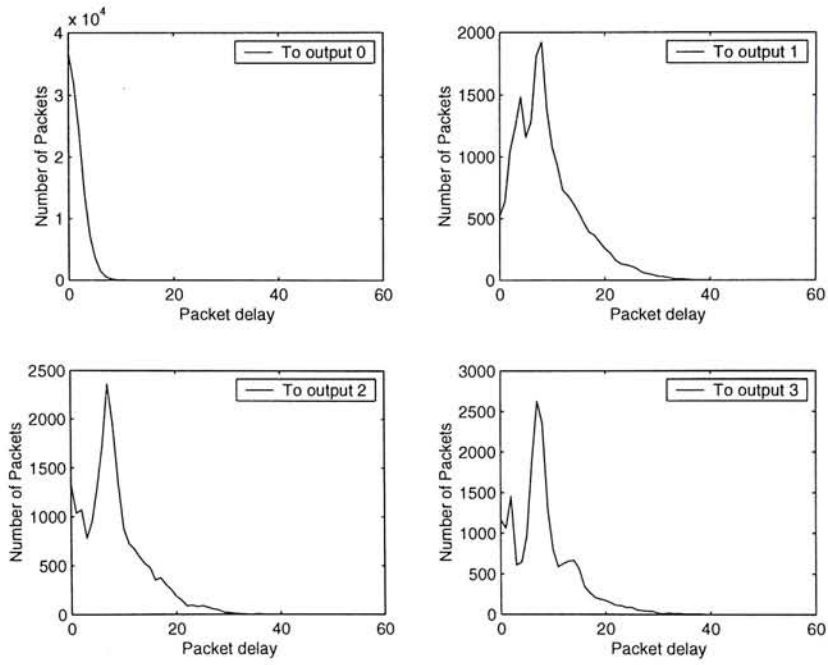 x 10^4
4
3
2
1
0
0 20 40 60
Number of Packets
Packet delay
To output 0
2000
1500
1000
500
0
0 20 40 60
Number of Packets
Packet delay
To output 1
2500
2000
1500
1000
500
0
0 20 40 60
Number of Packets
Packet delay
To output 2
3000
2500
2000
1500
1000
500
0
0 20 40 60
Number of Packets
Packet delay
To output 3